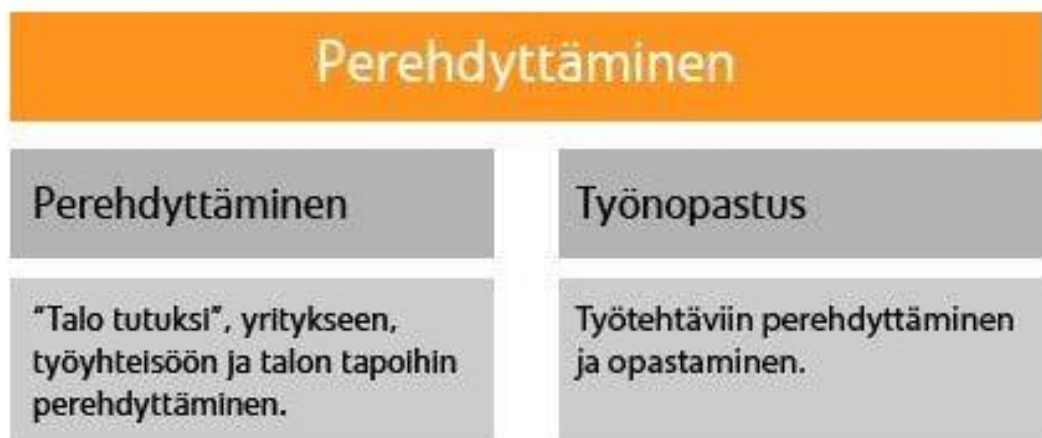 Perehdyttäminen
Perehdyttäminen
"Talo tutuksi", yritykseen,
työyhteisöön ja talon tapoihin
perehdyttäminen.
Työnopastus
Työtehtäviin perehdyttäminen
ja opastaminen.